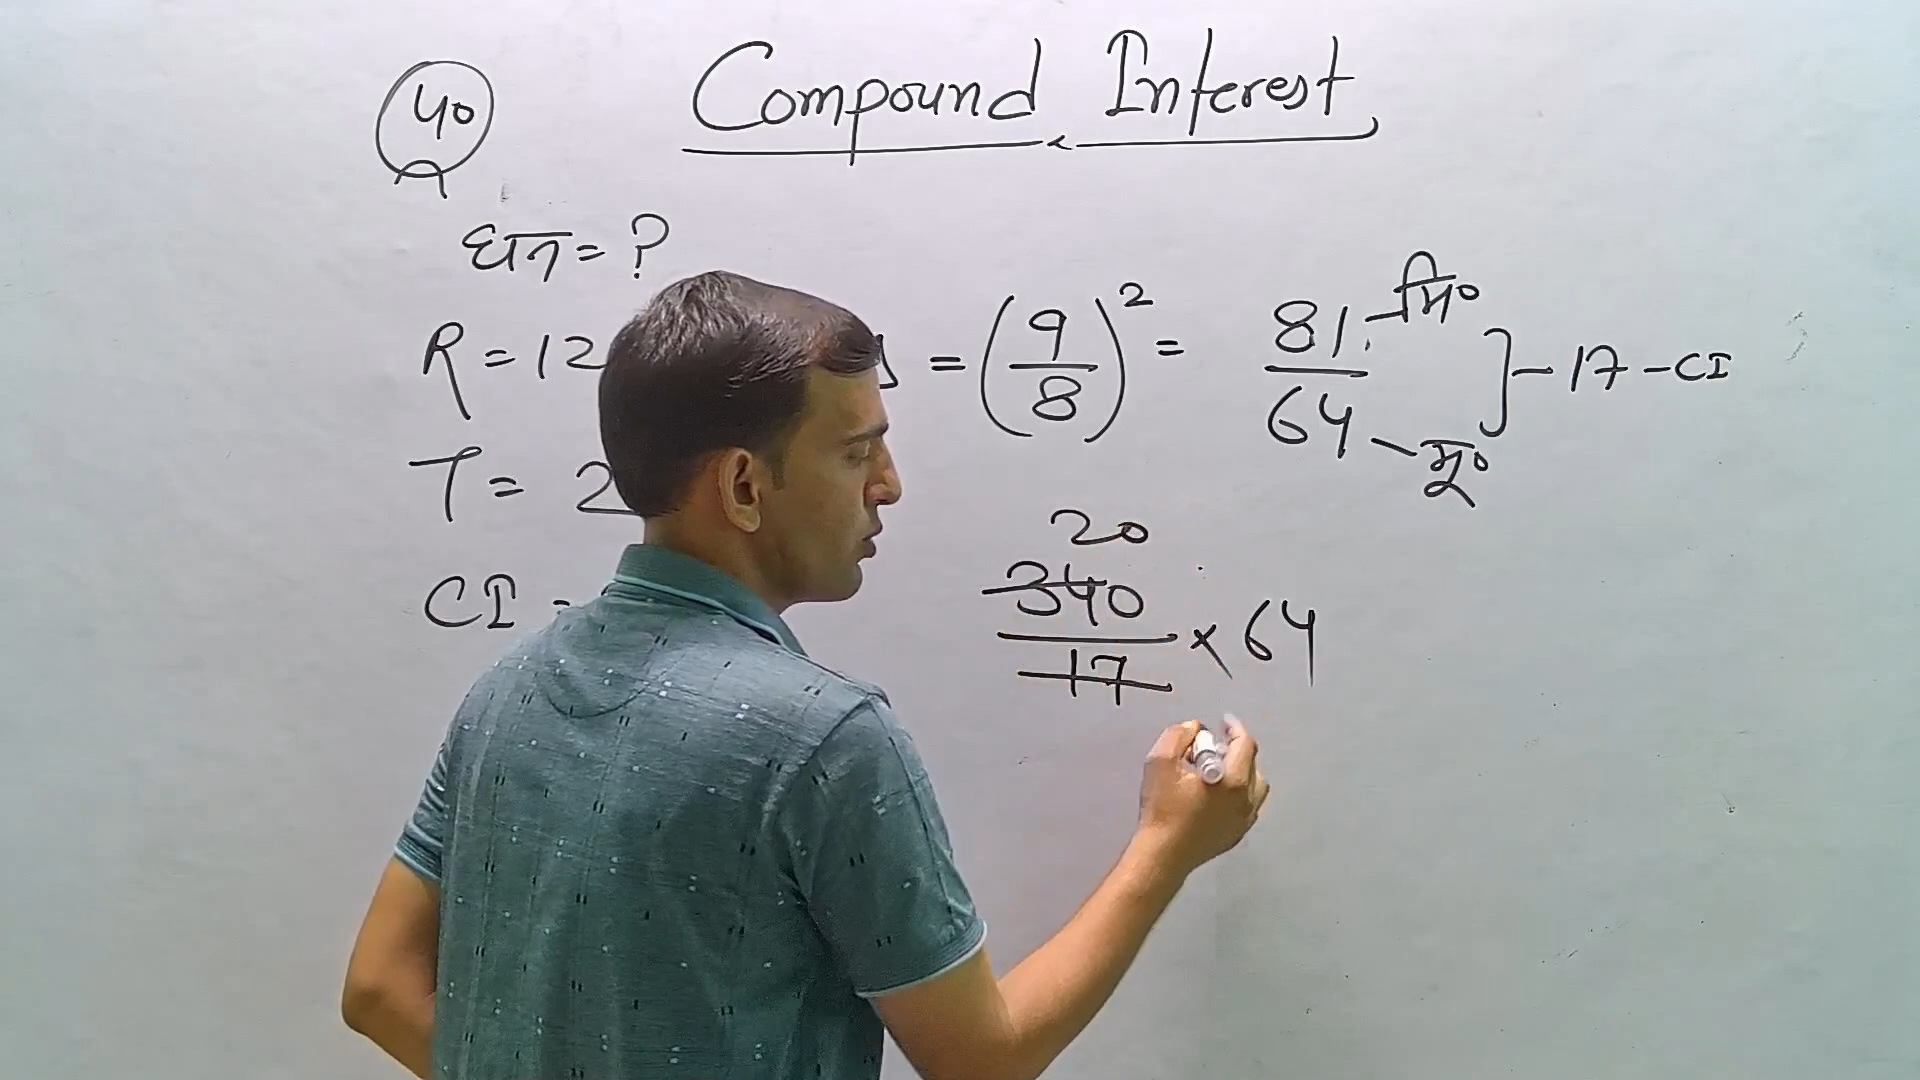 40
Compound Interest
धन = ?
R = 12 = (9/8)² = 81/64 - मि० - मू० ] - 17 - CI
T = 2
CI =
20
340/17 × 64